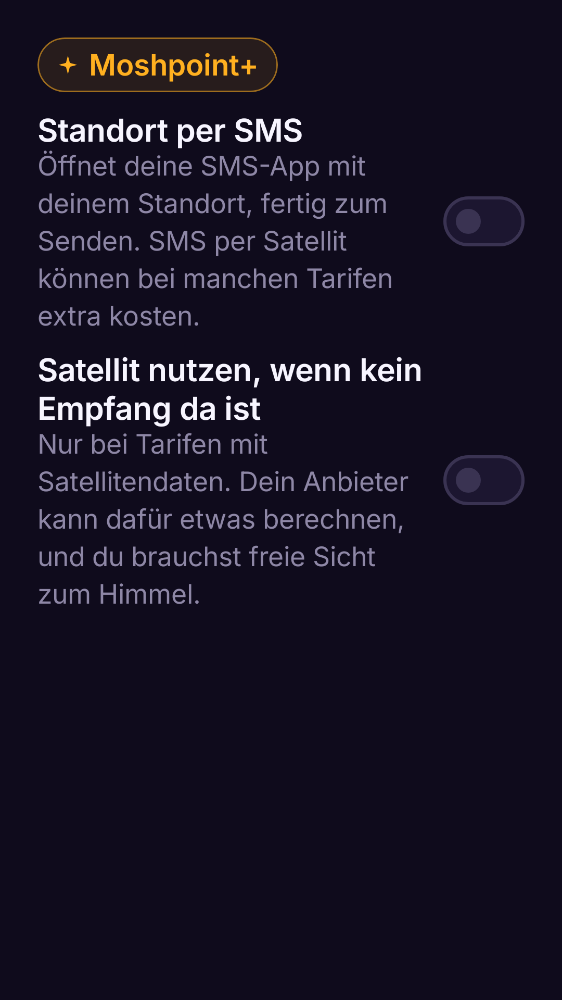 Moshpoint+
Standort per SMS
Öffnet deine SMS-App mit
deinem Standort, fertig zum
Senden. SMS per Satellit
können bei manchen Tarifen
extra kosten.
Satellit nutzen, wenn kein
Empfang da ist
Nur bei Tarifen mit
Satellitendaten. Dein Anbieter
kann dafür etwas berechnen,
und du brauchst freie Sicht
zum Himmel.